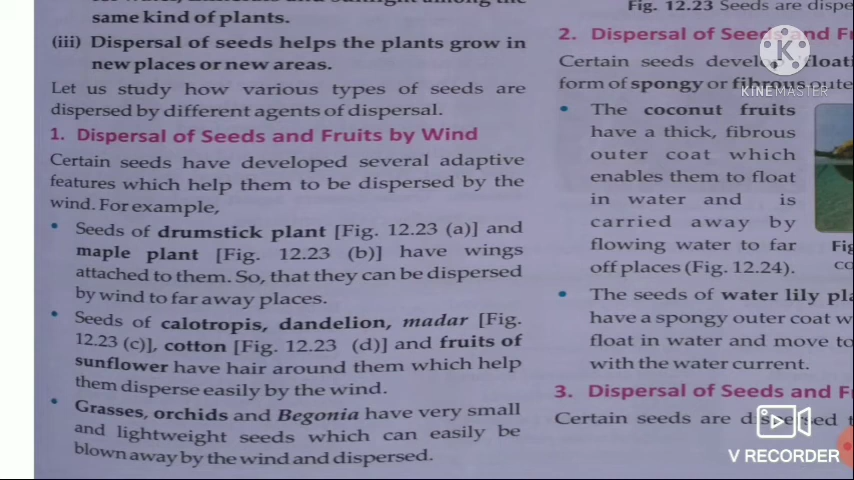 same kind of plants.
(iii) Dispersal of seeds helps the plants grow in
new places or new areas.
Let us study how various types of seeds are
dispersed by different agents of dispersal.
1. Dispersal of Seeds and Fruits by Wind
Certain seeds have developed several adaptive
features which help them to be dispersed by the
wind. For example,
• Seeds of drumstick plant [Fig. 12.23 (a)] and
maple plant [Fig. 12.23 (b)] have wings
attached to them. So, that they can be dispersed
by wind to far away places.
• Seeds of calotropis, dandelion, madar [Fig.
12.23 (c)], cotton [Fig. 12.23 (d)] and fruits of
sunflower have hair around them which help
them disperse easily by the wind.
• Grasses, orchids and Begonia have very small
and lightweight seeds which can easily be
blown away by the wind and dispersed.
Fig. 12.23 Seeds are dispe
2. Dispersal of Seeds and F
Certain seeds develop floati
form of spongy or fibrous oute
• The coconut fruits
have a thick, fibrous
outer coat which
enables them to float
in water and is
carried away by
flowing water to far
off places (Fig. 12.24).
Fig
co
• The seeds of water lily pla
have a spongy outer coat w
float in water and move to
with the water current.
3. Dispersal of Seeds and F
Certain seeds are dispersed t
K
KINEMASTER
V RECORDER